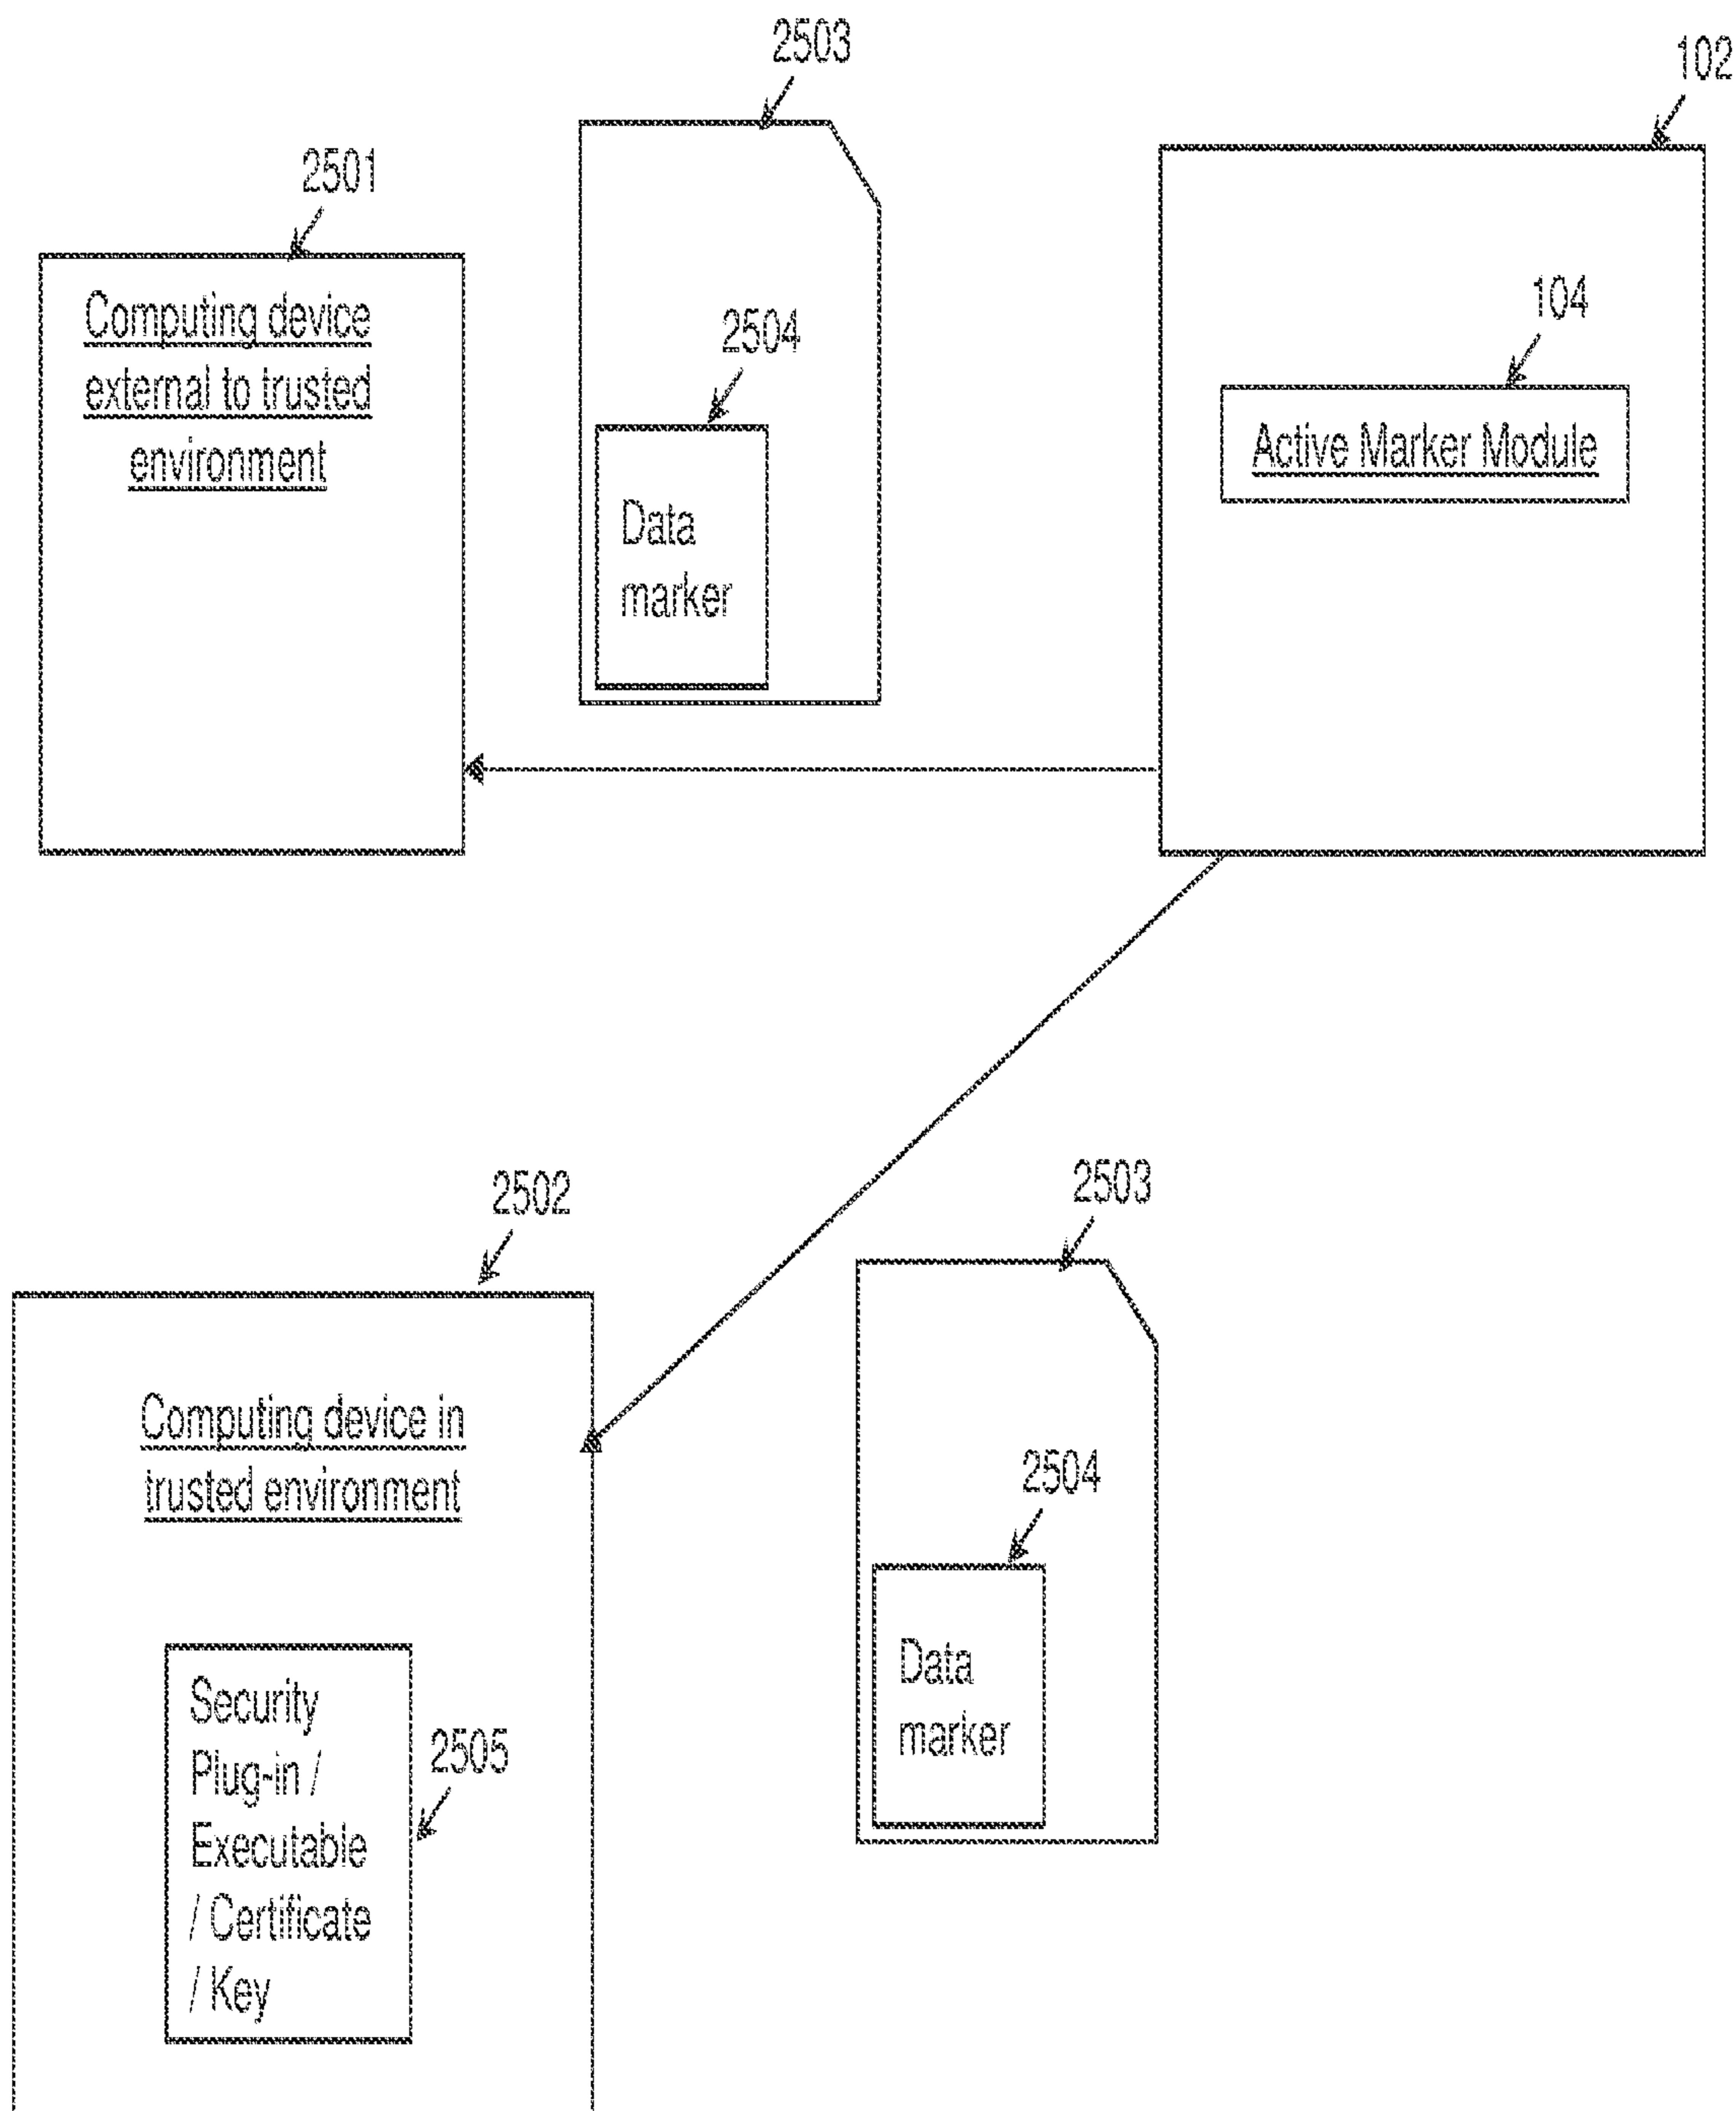 2503
102
2501
Computing device
external to trusted
environment
2504
Data
marker
104
Active Marker Module
2502
2503
Computing device in
trusted environment
2504
Data
marker
Security
Plug-in /
Executable
/ Certificate
/ Key
2505